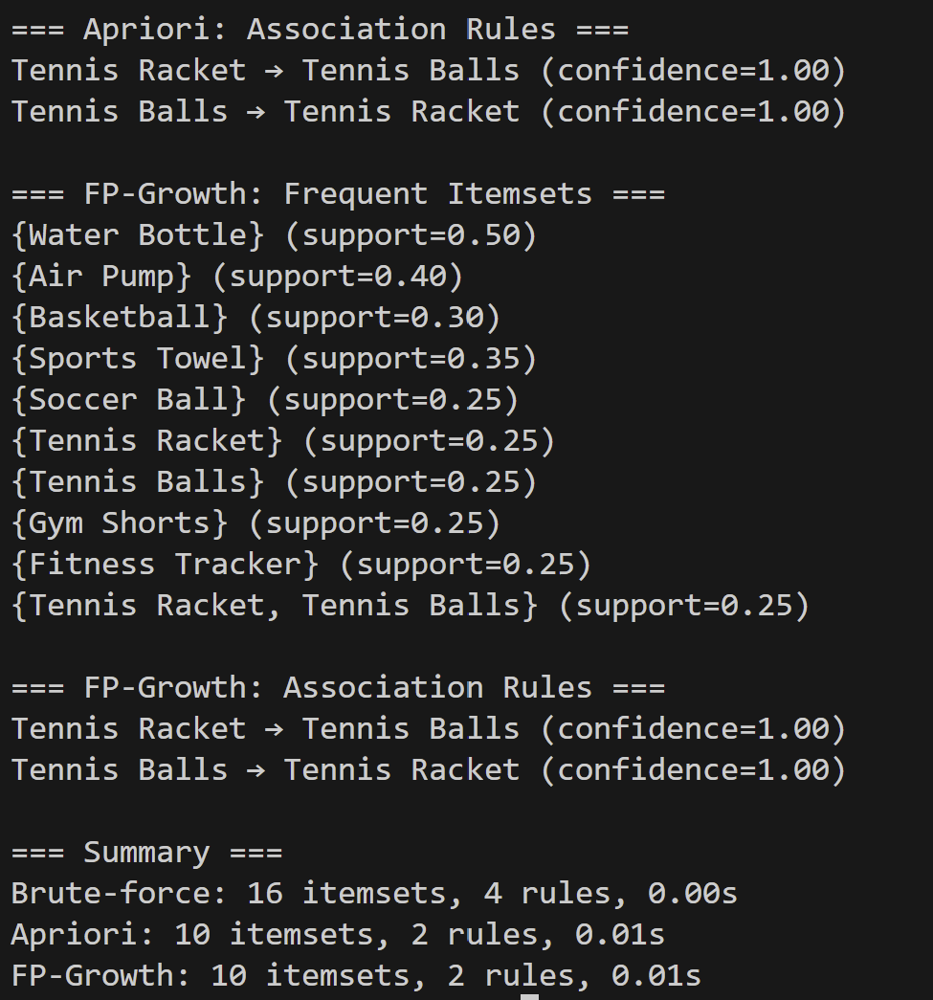 === Apriori: Association Rules ===
Tennis Racket → Tennis Balls (confidence=1.00)
Tennis Balls → Tennis Racket (confidence=1.00)
=== FP-Growth: Frequent Itemsets ===
{Water Bottle} (support=0.50)
{Air Pump} (support=0.40)
{Basketball} (support=0.30)
{Sports Towel} (support=0.35)
{Soccer Ball} (support=0.25)
{Tennis Racket} (support=0.25)
{Tennis Balls} (support=0.25)
{Gym Shorts} (support=0.25)
{Fitness Tracker} (support=0.25)
{Tennis Racket, Tennis Balls} (support=0.25)
=== FP-Growth: Association Rules ===
Tennis Racket → Tennis Balls (confidence=1.00)
Tennis Balls → Tennis Racket (confidence=1.00)
=== Summary ===
Brute-force: 16 itemsets, 4 rules, 0.00s
Apriori: 10 itemsets, 2 rules, 0.01s
FP-Growth: 10 itemsets, 2 rules, 0.01s